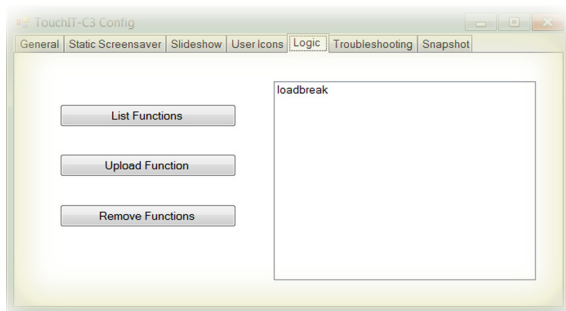 TouchIT-C3 Config
General Static Screensaver Slideshow User Icons Logic Troubleshooting Snapshot
loadbreak
List Functions
Upload Function
Remove Functions